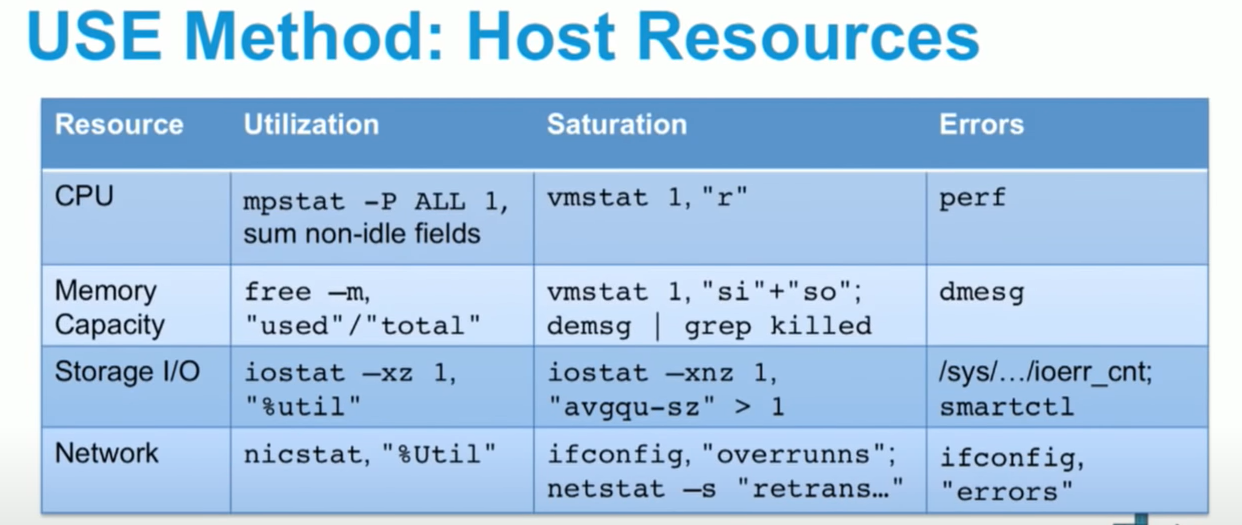 USE Method: Host Resources
Resource
Utilization
Saturation
Errors
CPU
mpstat -P ALL 1,
sum non-idle fields
vmstat 1, "r"
perf
Memory
Capacity
free –m,
"used"/"total"
vmstat 1, "si"+"so";
demsg | grep killed
dmesg
Storage I/O
iostat –xz 1,
"%util"
iostat –xnz 1,
"avgqu-sz" > 1
/sys/…/ioerr_cnt;
smartctl
Network
nicstat, "%Util"
ifconfig, "overrunns";
netstat –s "retrans…"
ifconfig,
"errors"